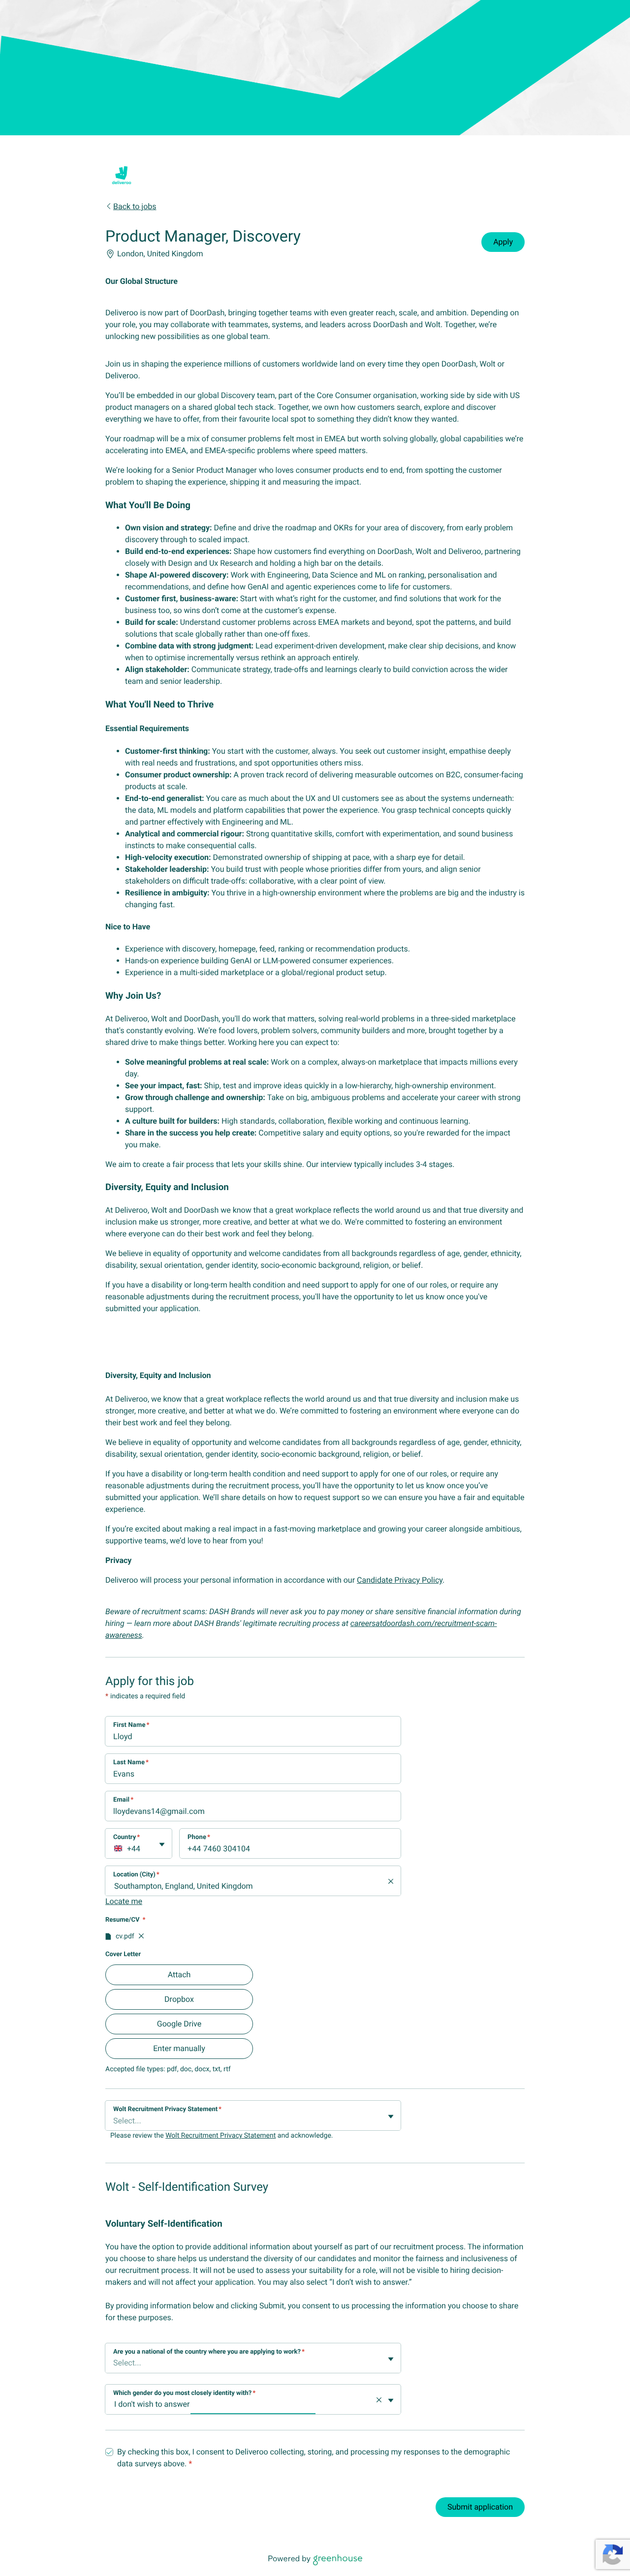 deliveroo
Back to jobs
Product Manager, Discovery
London, United Kingdom
Apply
Our Global Structure
Deliveroo is now part of DoorDash, bringing together teams with even greater reach, scale, and ambition. Depending on
your role, you may collaborate with teammates, systems, and leaders across DoorDash and Wolt. Together, we're
unlocking new possibilities as one global team.
Join us in shaping the experience millions of customers worldwide land on every time they open DoorDash, Wolt or
Deliveroo.
You'll be embedded in our global Discovery team, part of the Core Consumer organisation, working side by side with US
product managers on a shared global tech stack. Together, we own how customers search, explore and discover
everything we have to offer, from their favourite local spot to something they didn't know they wanted.
Your roadmap will be a mix of consumer problems felt most in EMEA but worth solving globally, global capabilities we're
accelerating into EMEA, and EMEA-specific problems where speed matters.
We're looking for a Senior Product Manager who loves consumer products end to end, from spotting the customer
problem to shaping the experience, shipping it and measuring the impact.
What You'll Be Doing
• Own vision and strategy: Define and drive the roadmap and OKRs for your area of discovery, from early problem
discovery through to scaled impact.
• Build end-to-end experiences: Shape how customers find everything on DoorDash, Wolt and Deliveroo, partnering
closely with Design and Ux Research and holding a high bar on the details.
• Shape AI-powered discovery: Work with Engineering, Data Science and ML on ranking, personalisation and
recommendations, and define how GenAI and agentic experiences come to life for customers.
• Customer first, business-aware: Start with what's right for the customer, and find solutions that work for the
business too, so wins don't come at the customer's expense.
• Build for scale: Understand customer problems across EMEA markets and beyond, spot the patterns, and build
solutions that scale globally rather than one-off fixes.
• Combine data with strong judgment: Lead experiment-driven development, make clear ship decisions, and know
when to optimise incrementally versus rethink an approach entirely.
• Align stakeholder: Communicate strategy, trade-offs and learnings clearly to build conviction across the wider
team and senior leadership.
What You'll Need to Thrive
Essential Requirements
• Customer-first thinking: You start with the customer, always. You seek out customer insight, empathise deeply
with real needs and frustrations, and spot opportunities others miss.
• Consumer product ownership: A proven track record of delivering measurable outcomes on B2C, consumer-facing
products at scale.
• End-to-end generalist: You care as much about the UX and UI customers see as about the systems underneath:
the data, ML models and platform capabilities that power the experience. You grasp technical concepts quickly
and partner effectively with Engineering and ML.
• Analytical and commercial rigour: Strong quantitative skills, comfort with experimentation, and sound business
instincts to make consequential calls.
• High-velocity execution: Demonstrated ownership of shipping at pace, with a sharp eye for detail.
• Stakeholder leadership: You build trust with people whose priorities differ from yours, and align senior
stakeholders on difficult trade-offs: collaborative, with a clear point of view.
• Resilience in ambiguity: You thrive in a high-ownership environment where the problems are big and the industry is
changing fast.
Nice to Have
• Experience with discovery, homepage, feed, ranking or recommendation products.
• Hands-on experience building GenAI or LLM-powered consumer experiences.
• Experience in a multi-sided marketplace or a global/regional product setup.
Why Join Us?
At Deliveroo, Wolt and DoorDash, you'll do work that matters, solving real-world problems in a three-sided marketplace
that's constantly evolving. We're food lovers, problem solvers, community builders and more, brought together by a
shared drive to make things better. Working here you can expect to:
• Solve meaningful problems at real scale: Work on a complex, always-on marketplace that impacts millions every
day.
• See your impact, fast: Ship, test and improve ideas quickly in a low-hierarchy, high-ownership environment.
• Grow through challenge and ownership: Take on big, ambiguous problems and accelerate your career with strong
support.
• A culture built for builders: High standards, collaboration, flexible working and continuous learning.
• Share in the success you help create: Competitive salary and equity options, so you're rewarded for the impact
you make.
We aim to create a fair process that lets your skills shine. Our interview typically includes 3-4 stages.
Diversity, Equity and Inclusion
At Deliveroo, Wolt and DoorDash we know that a great workplace reflects the world around us and that true diversity and
inclusion make us stronger, more creative, and better at what we do. We're committed to fostering an environment
where everyone can do their best work and feel they belong.
We believe in equality of opportunity and welcome candidates from all backgrounds regardless of age, gender, ethnicity,
disability, sexual orientation, gender identity, socio-economic background, religion, or belief.
If you have a disability or long-term health condition and need support to apply for one of our roles, or require any
reasonable adjustments during the recruitment process, you'll have the opportunity to let us know once you've
submitted your application.
Diversity, Equity and Inclusion
At Deliveroo, we know that a great workplace reflects the world around us and that true diversity and inclusion make us
stronger, more creative, and better at what we do. We're committed to fostering an environment where everyone can do
their best work and feel they belong.
We believe in equality of opportunity and welcome candidates from all backgrounds regardless of age, gender, ethnicity,
disability, sexual orientation, gender identity, socio-economic background, religion, or belief.
If you have a disability or long-term health condition and need support to apply for one of our roles, or require any
reasonable adjustments during the recruitment process, you'll have the opportunity to let us know once you've
submitted your application. We'll share details on how to request support so we can ensure you have a fair and equitable
experience.
If you're excited about making a real impact in a fast-moving marketplace and growing your career alongside ambitious,
supportive teams, we'd love to hear from you!
Privacy
Deliveroo will process your personal information in accordance with our Candidate Privacy Policy.
Beware of recruitment scams: DASH Brands will never ask you to pay money or share sensitive financial information during
hiring — learn more about DASH Brands' legitimate recruiting process at careersatdoordash.com/recruitment-scam-
awareness.
Apply for this job
* indicates a required field
First Name*
Lloyd
Last Name*
Evans
Email*
lloydevans14@gmail.com
Country*
+44
Phone*
+44 7460 304104
Location (City)*
Southampton, England, United Kingdom
Locate me
Resume/CV *
cv.pdf
Cover Letter
Attach
Dropbox
Google Drive
Enter manually
Accepted file types: pdf, doc, docx, txt, rtf
Wolt Recruitment Privacy Statement*
Select...
Please review the Wolt Recruitment Privacy Statement and acknowledge.
Wolt - Self-Identification Survey
Voluntary Self-Identification
You have the option to provide additional information about yourself as part of our recruitment process. The information
you choose to share helps us understand the diversity of our candidates and monitor the fairness and inclusiveness of
our recruitment process. It will not be used to assess your suitability for a role, will not be visible to hiring decision-
makers and will not affect your application. You may also select “I don't wish to answer.”
By providing information below and clicking Submit, you consent to us processing the information you choose to share
for these purposes.
Are you a national of the country where you are applying to work?*
Select...
Which gender do you most closely identity with?*
I don't wish to answer
By checking this box, I consent to Deliveroo collecting, storing, and processing my responses to the demographic
data surveys above. *
Submit application
Powered by greenhouse